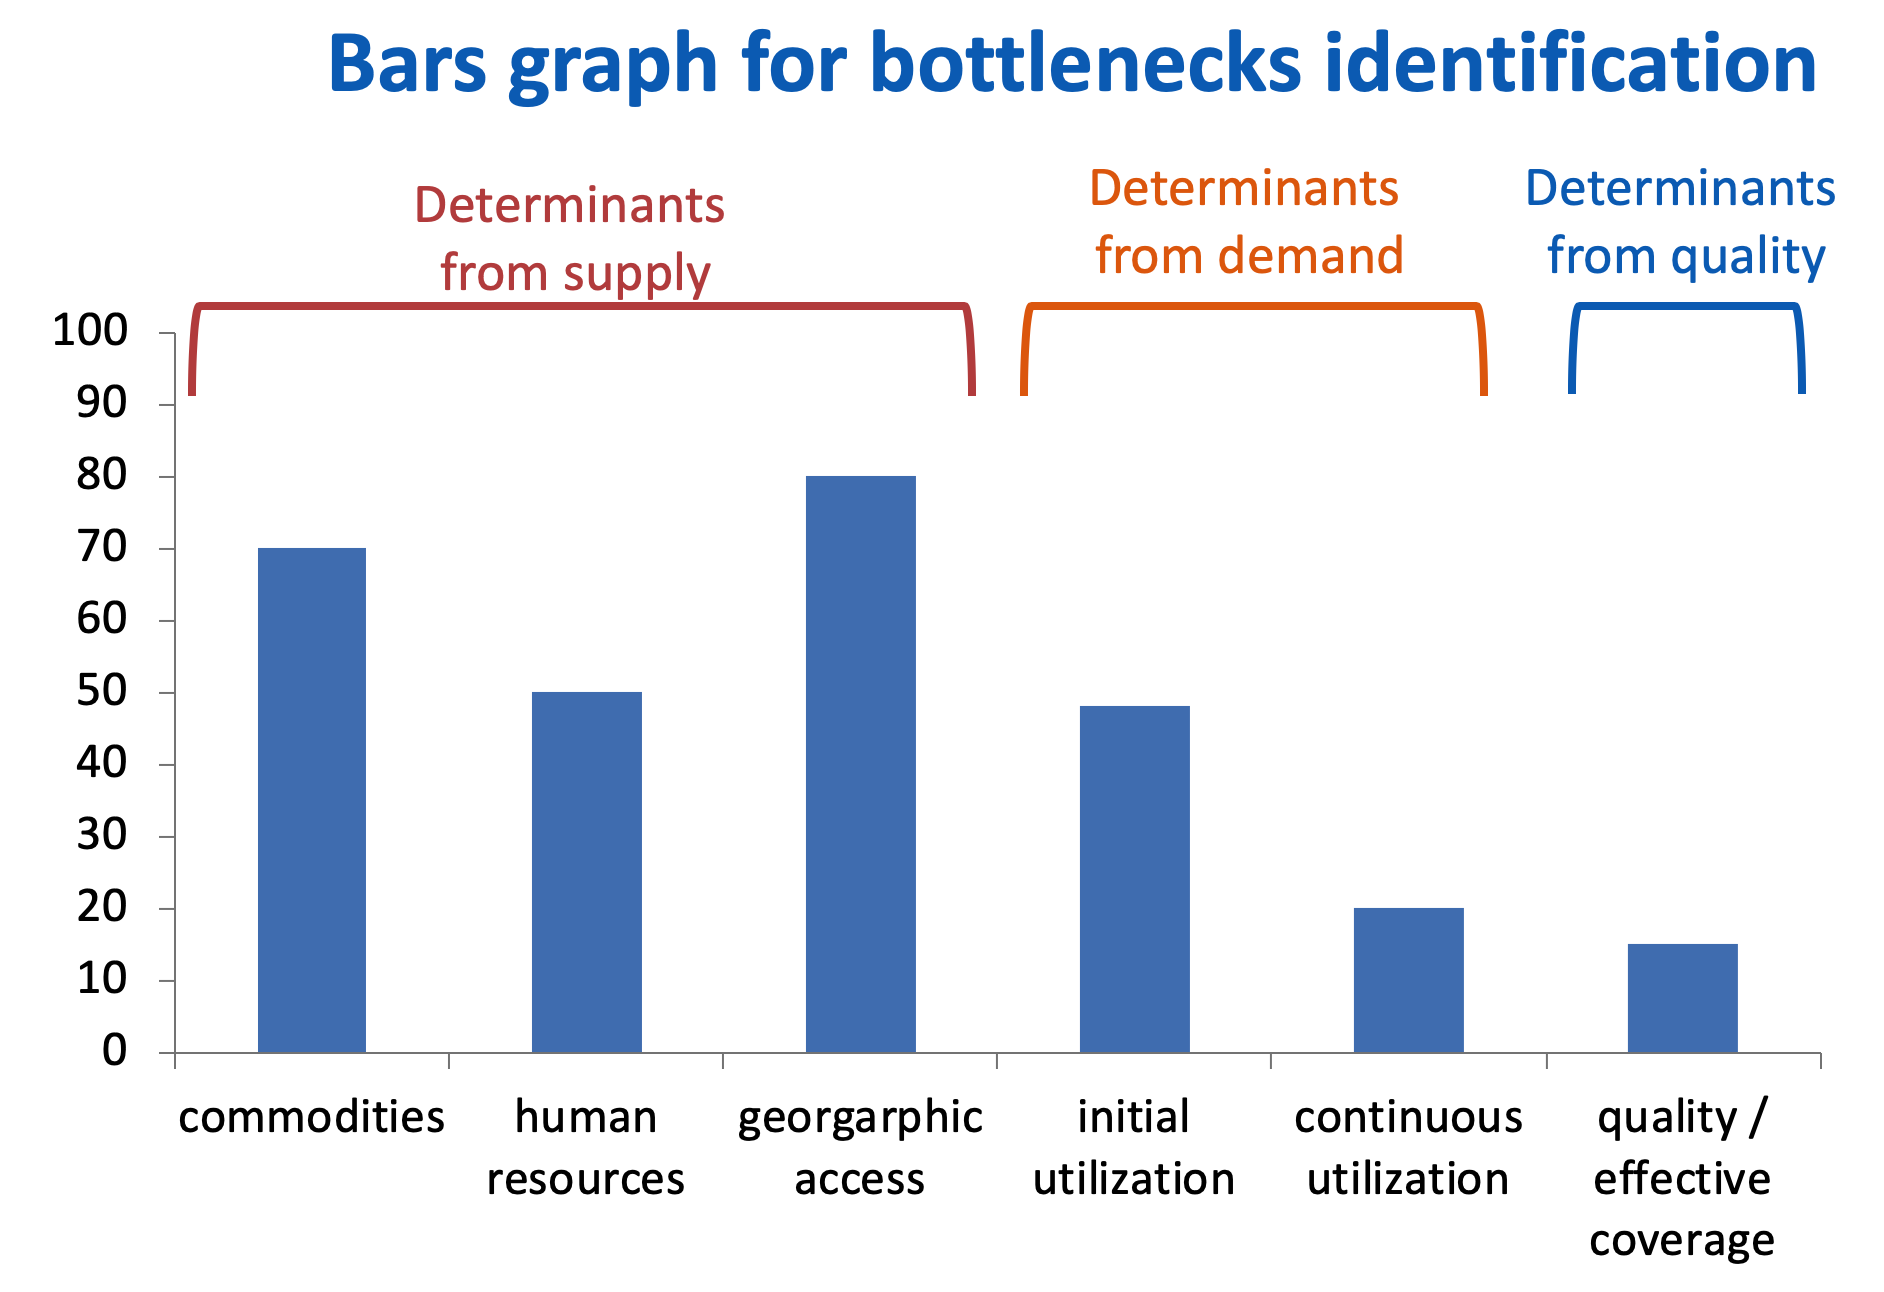 Bars graph for bottlenecks identification
Determinants
from supply
Determinants
from demand
Determinants
from quality
100
90
80
70
60
50
40
30
20
10
0
commodities
human
resources
georgarphic
access
initial
utilization
continuous
utilization
quality /
effective
coverage